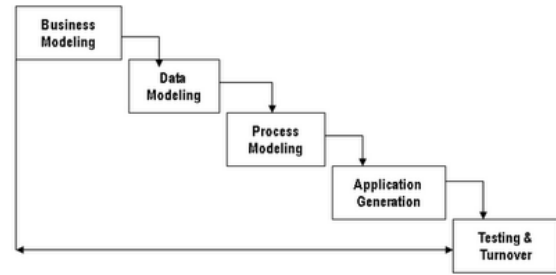 Business
Modeling
Data
Modeling
Process
Modeling
Application
Generation
Testing &
Turnover